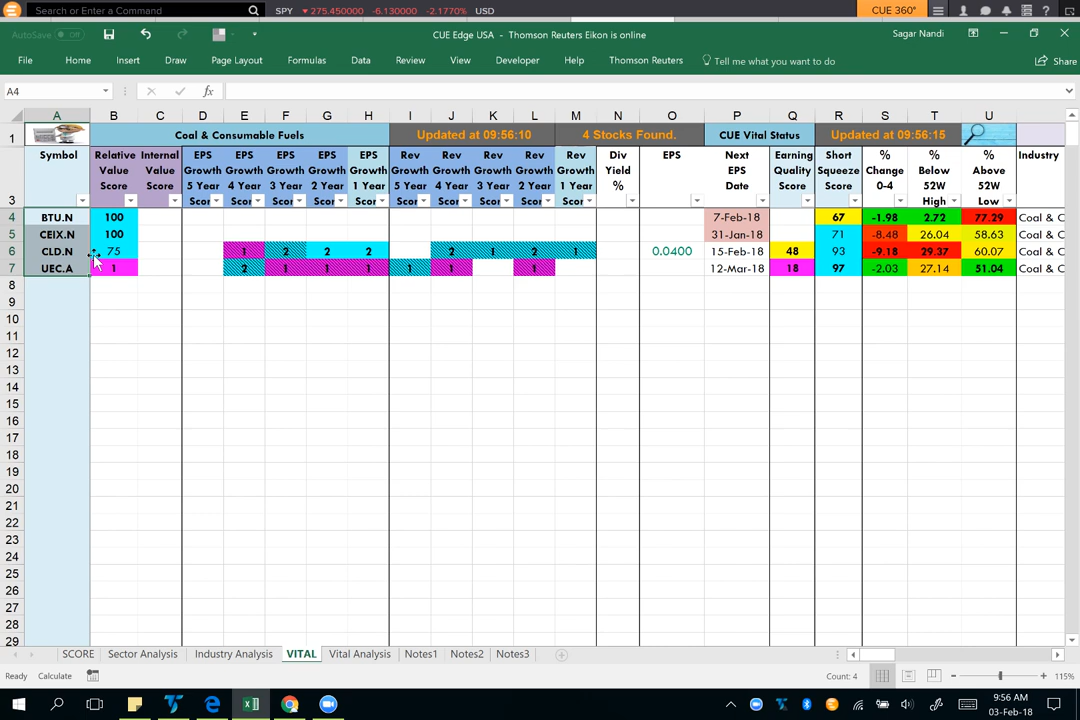 Search or Enter a Command SPY ▼275.450000 -6.130000 -2.1770% USD CUE 360°
AutoSave Off CUE Edge USA - Thomson Reuters Eikon is online Sagar Nandi
File Home Insert Draw Page Layout Formulas Data Review View Developer Help Thomson Reuters Tell me what you want to do Share
A4 fx
A B C D E F G H I J K L M N O P Q R S T U
1 Coal & Consumable Fuels Updated at 09:56:10 4 Stocks Found. CUE Vital Status Updated at 09:56:15
Symbol Relative Internal EPS EPS EPS EPS EPS Rev Rev Rev Rev Rev Div EPS Next Earning Short % % % Industry
Value Value Growth Growth Growth Growth Growth Growth Growth Growth Growth Growth Yield EPS Quality Squeeze Change Below Above
Score Score 5 Year 4 Year 3 Year 2 Year 1 Year 5 Year 4 Year 3 Year 2 Year 1 Year % Date Score Score 0-4 52W 52W
3 Scor Scor Scor Scor Scor Scor Scor Scor Scor Scor High Low
4 BTU.N 100 7-Feb-18 67 -1.98 2.72 77.29 Coal & C
5 CEIX.N 100 31-Jan-18 71 -8.48 26.04 58.63 Coal & C
6 CLD.N 75 1 2 2 2 2 1 2 1 0.0400 15-Feb-18 48 93 -9.18 29.37 60.07 Coal & C
7 UEC.A 1 2 1 1 1 1 1 1 12-Mar-18 18 97 -2.03 27.14 51.04 Coal & C
8
9
10
11
12
13
14
15
16
17
18
19
20
21
22
23
24
25
26
27
28
29
SCORE Sector Analysis Industry Analysis VITAL Vital Analysis Notes1 Notes2 Notes3
Ready Calculate Count: 4 115%
9:56 AM
03-Feb-18